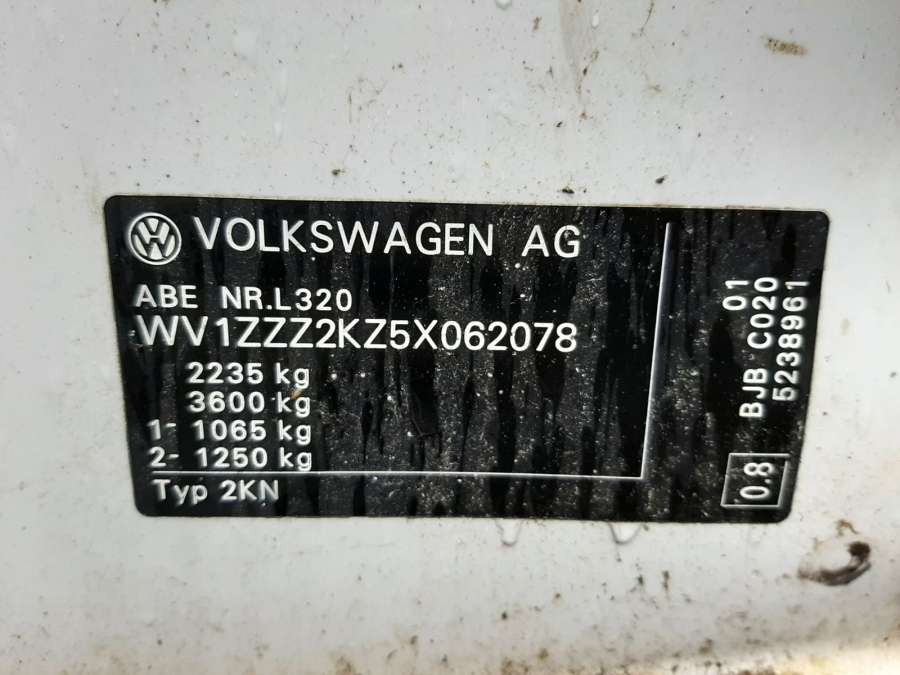 VOLKSWAGEN AG
ABE NR.L320
WV1ZZZ2KZ5X062078
2235 kg
3600 kg
1- 1065 kg
2- 1250 kg
Typ 2KN
01
BJB C020
5238961
0.8